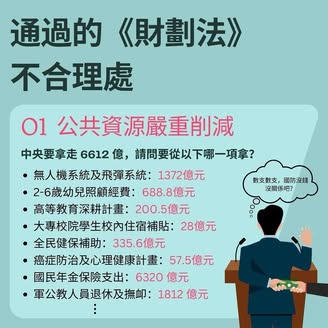 通過的《財劃法》
不合理處
01 公共資源嚴重削減
中央要拿走 6612 億，請問要從以下哪一項拿？
• 無人機系統及飛彈系統：1372億元
• 2-6歲幼兒照顧經費：688.8億元
• 高等教育深耕計畫：200.5億元
• 大專校院學生校內住宿補貼：28億元
• 全民健保補助：335.6億元
• 癌症防治及心理健康計畫：57.5億元
• 國民年金保險支出：6320 億元
• 軍公教人員退休及撫卹：1812 億元
⋮
數支數支，國防沒錢
沒關係吧？